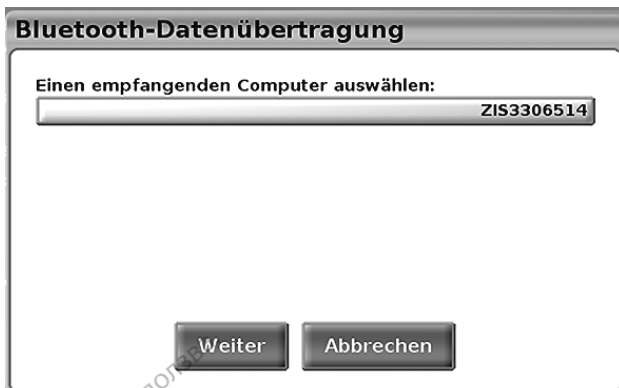 Bluetooth-Datenübertragung
Einen empfangenden Computer auswählen:
ZIS3306514
Weiter
Abbrechen